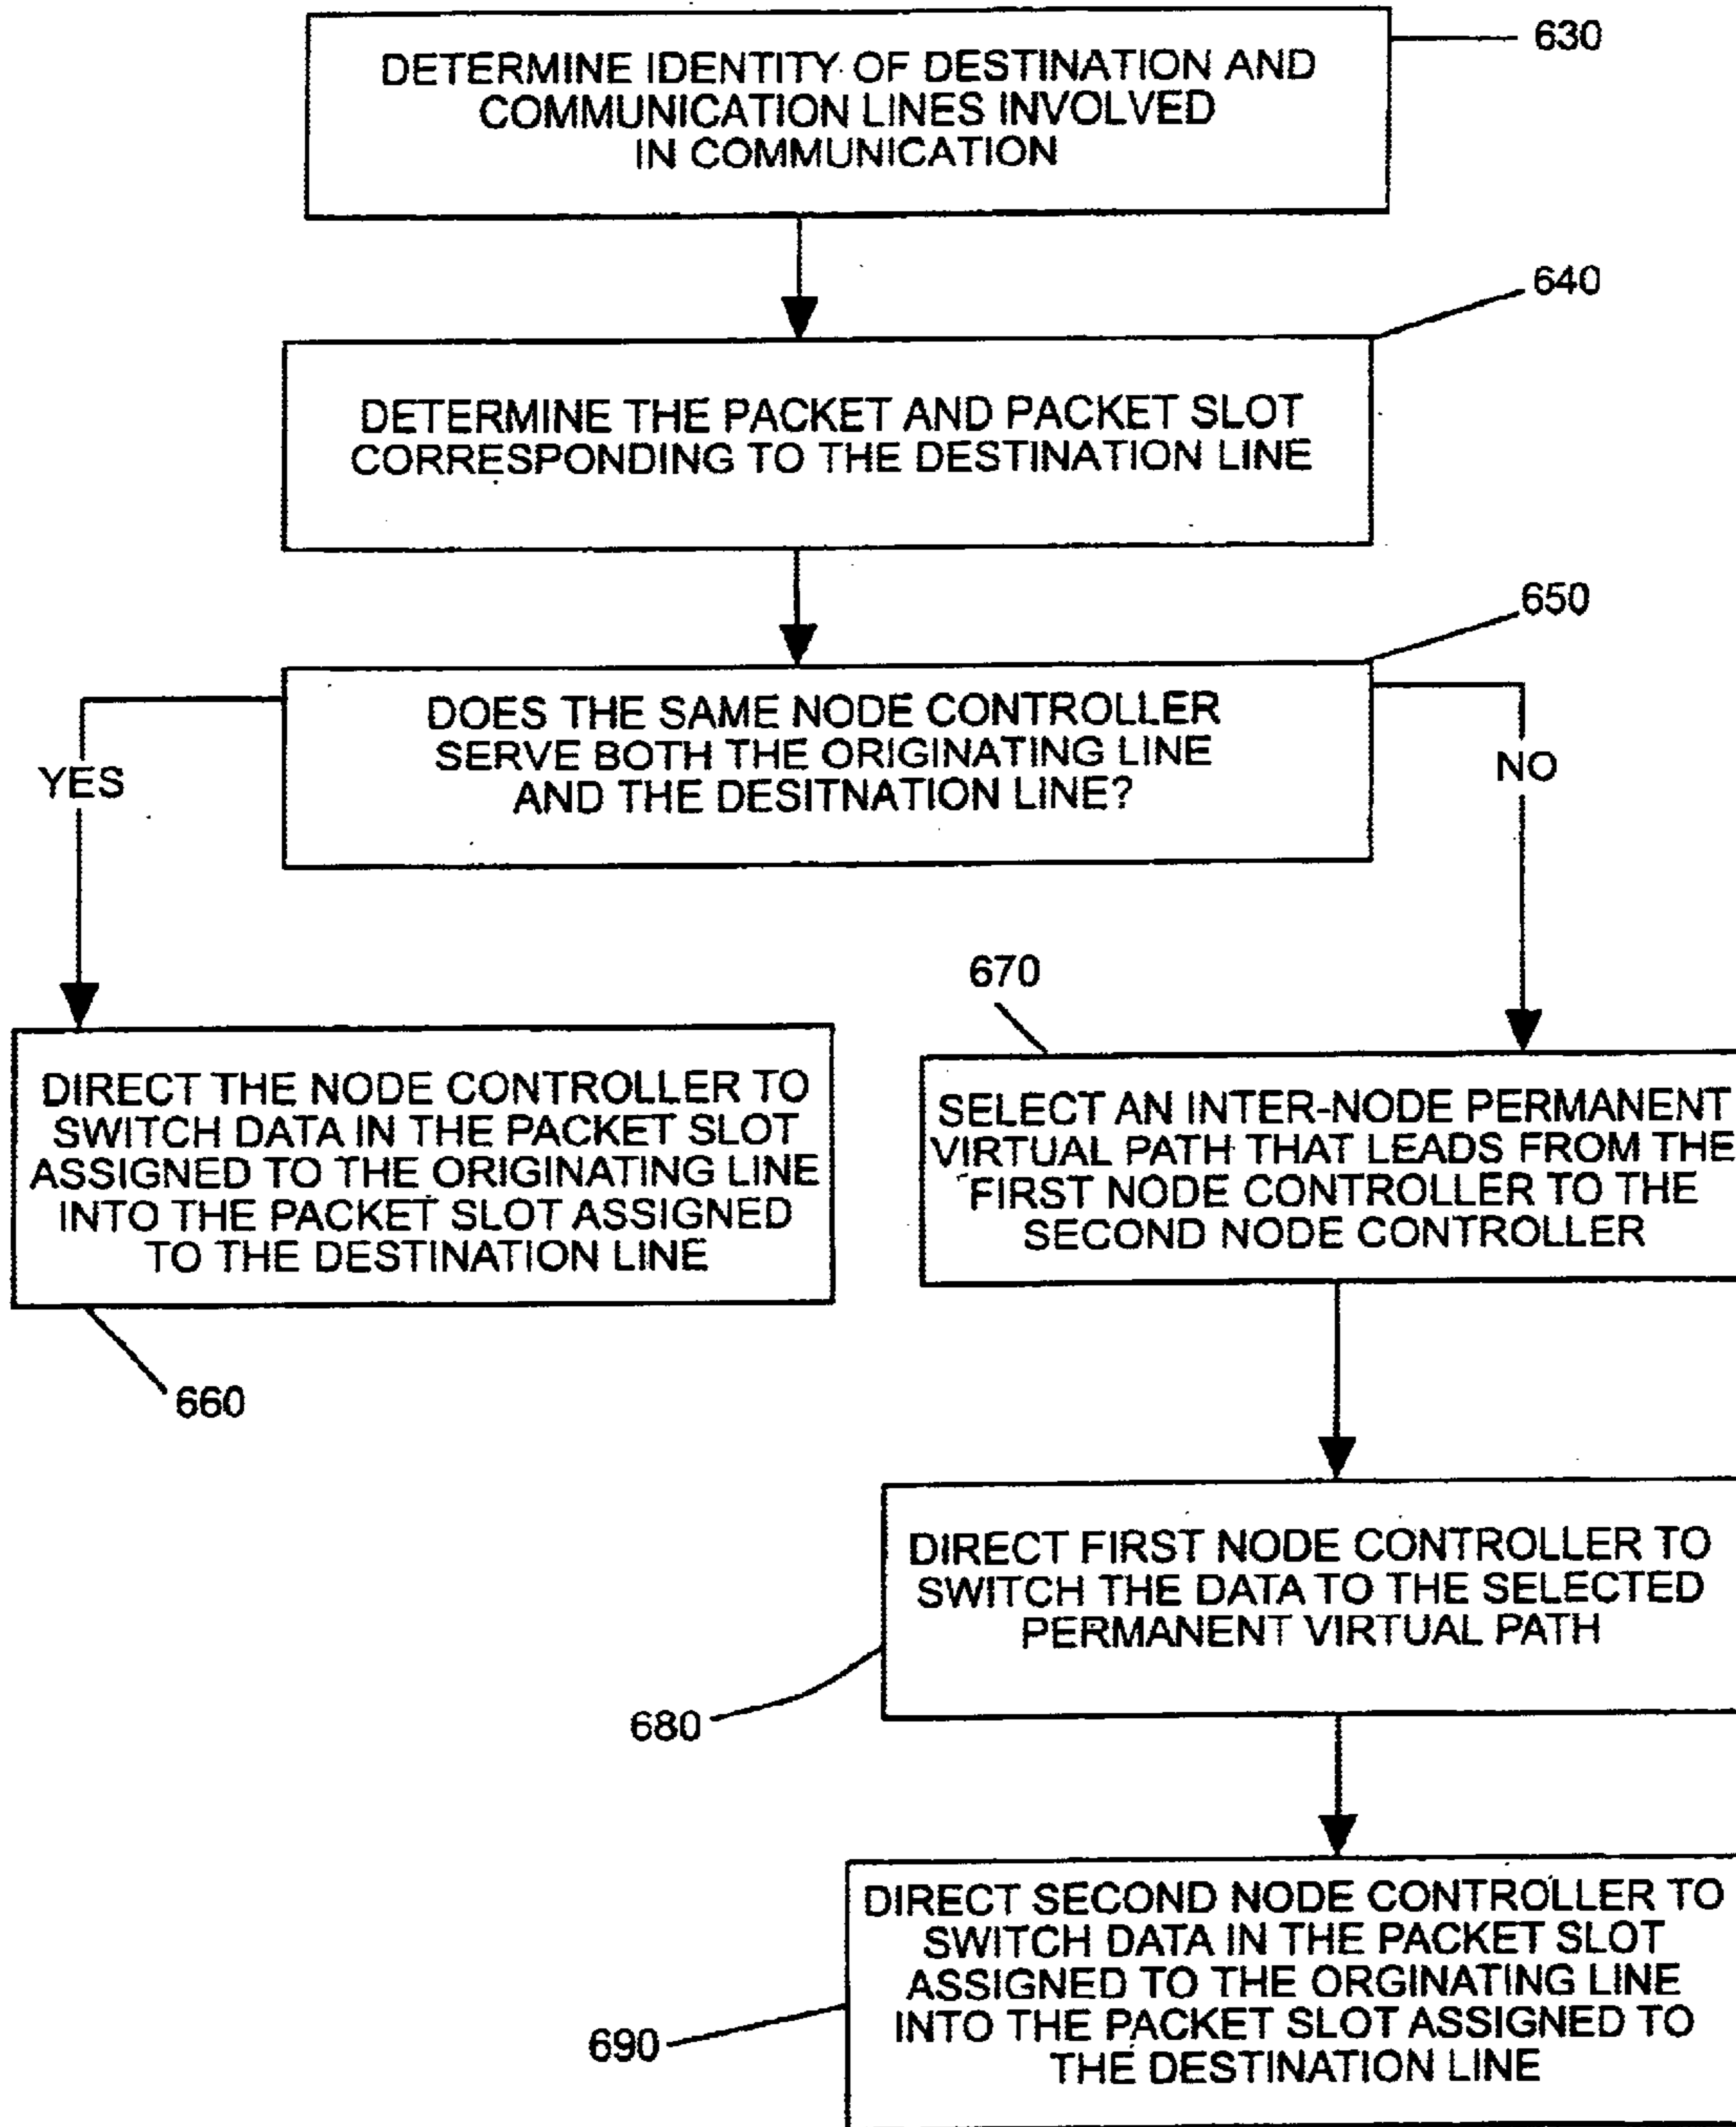 630
DETERMINE IDENTITY OF DESTINATION AND
COMMUNICATION LINES INVOLVED
IN COMMUNICATION
640
DETERMINE THE PACKET AND PACKET SLOT
CORRESPONDING TO THE DESTINATION LINE
650
DOES THE SAME NODE CONTROLLER
SERVE BOTH THE ORIGINATING LINE
AND THE DESITNATION LINE?
YES
NO
670
DIRECT THE NODE CONTROLLER TO
SWITCH DATA IN THE PACKET SLOT
ASSIGNED TO THE ORIGINATING LINE
INTO THE PACKET SLOT ASSIGNED
TO THE DESTINATION LINE
660
SELECT AN INTER-NODE PERMANENT
VIRTUAL PATH THAT LEADS FROM THE
FIRST NODE CONTROLLER TO THE
SECOND NODE CONTROLLER
DIRECT FIRST NODE CONTROLLER TO
SWITCH THE DATA TO THE SELECTED
PERMANENT VIRTUAL PATH
680
DIRECT SECOND NODE CONTROLLER TO
SWITCH DATA IN THE PACKET SLOT
ASSIGNED TO THE ORGINATING LINE
INTO THE PACKET SLOT ASSIGNED TO
THE DESTINATION LINE
690